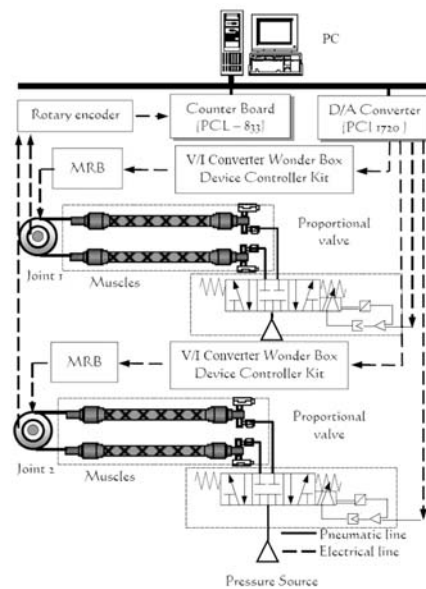 PC
Rotary encoder
Counter Board
[PCL – 833]
D/A Converter
[PCI 1720 ]
MRB
V/I Converter Wonder Box
Device Controller Kit
Proportional
valve
Joint 1
Muscles
MRB
V/I Converter Wonder Box
Device Controller Kit
Proportional
valve
Joint 2
Muscles
Pneumatic line
Electrical line
Pressure Source